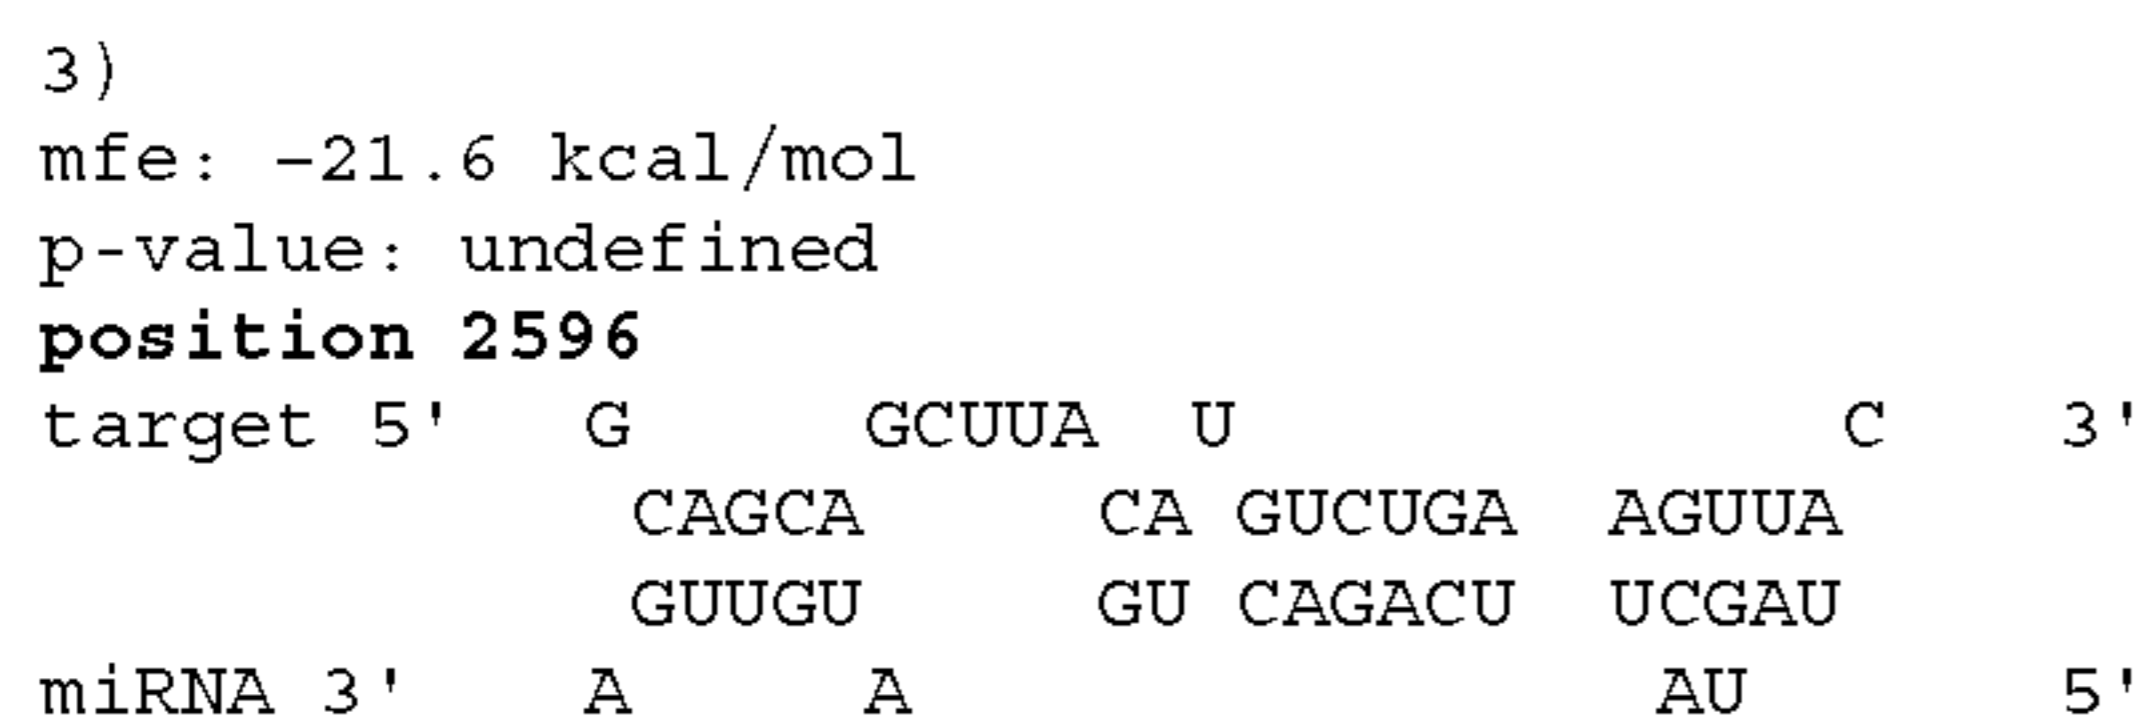 3)
mfe: -21.6 kcal/mol
p-value: undefined
position 2596
target 5'   G     GCUUA  U             C    3'
             CAGCA     CA GUCUGA  AGUUA
             GUUGU     GU CAGACU  UCGAU
miRNA 3'    A     A                AU       5'